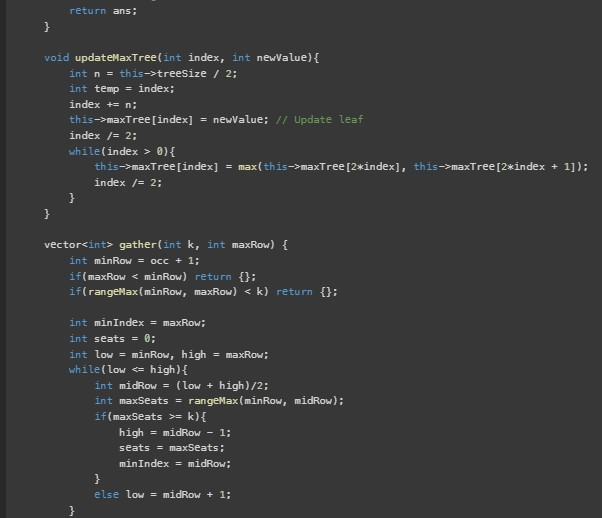 return ans;
}
void updateMaxTree(int index, int newValue){
int n = this->treeSize / 2;
int temp = index;
index += n;
this->maxTree[index] = newValue; // Update leaf
index /= 2;
while(index > 0){
this->maxTree[index] = max(this->maxTree[2*index], this->maxTree[2*index + 1]);
index /= 2;
}
}
vector<int> gather(int k, int maxRow) {
int minRow = occ + 1;
if(maxRow < minRow) return {};
if(rangeMax(minRow, maxRow) < k) return {};
int minIndex = maxRow;
int seats = 0;
int low = minRow, high = maxRow;
while(low <= high){
int midRow = (low + high)/2;
int maxSeats = rangeMax(minRow, midRow);
if(maxSeats >= k){
high = midRow - 1;
seats = maxSeats;
minIndex = midRow;
}
else low = midRow + 1;
}